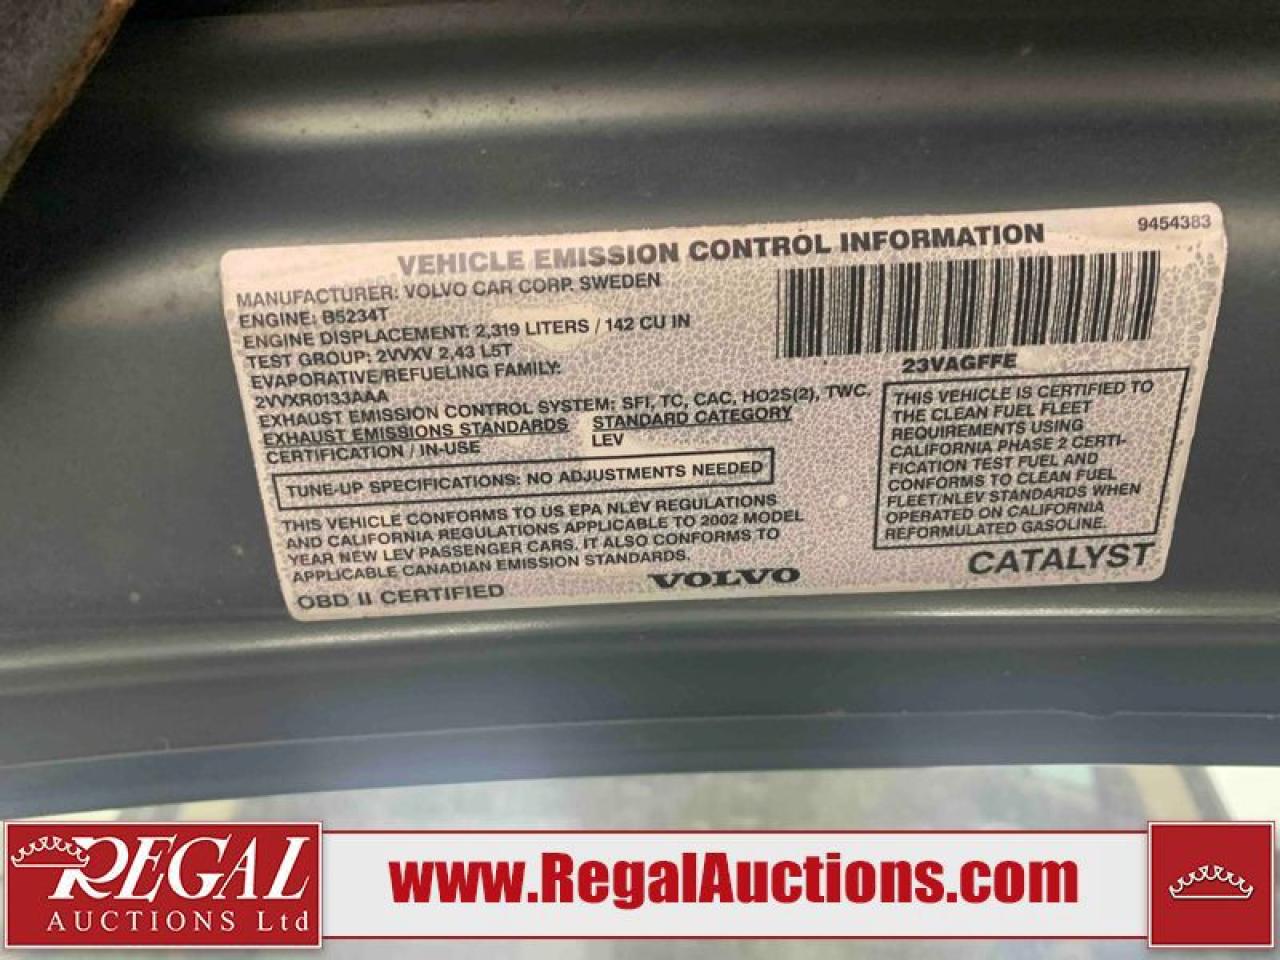 9454383
VEHICLE EMISSION CONTROL INFORMATION
MANUFACTURER: VOLVO CAR CORP. SWEDEN
ENGINE: B5234T
ENGINE DISPLACEMENT: 2,319 LITERS / 142 CU IN
TEST GROUP: 2VVXV 2,43 L5T
EVAPORATIVE/REFUELING FAMILY:
2VVXR0133AAA
EXHAUST EMISSION CONTROL SYSTEM: SFI, TC, CAC, HO2S(2), TWC,
EXHAUST EMISSIONS STANDARDS STANDARD CATEGORY
CERTIFICATION / IN-USE LEV
TUNE-UP SPECIFICATIONS: NO ADJUSTMENTS NEEDED
THIS VEHICLE CONFORMS TO US EPA NLEV REGULATIONS
AND CALIFORNIA REGULATIONS APPLICABLE TO 2002 MODEL
YEAR NEW LEV PASSENGER CARS. IT ALSO CONFORMS TO
APPLICABLE CANADIAN EMISSION STANDARDS.
OBD II CERTIFIED
VOLVO
23VAGFFE
THIS VEHICLE IS CERTIFIED TO
THE CLEAN FUEL FLEET
REQUIREMENTS USING
CALIFORNIA PHASE 2 CERTI-
FICATION TEST FUEL AND
CONFORMS TO CLEAN FUEL
FLEET/NLEV STANDARDS WHEN
OPERATED ON CALIFORNIA
REFORMULATED GASOLINE.
CATALYST
REGAL
AUCTIONS Ltd
www.RegalAuctions.com